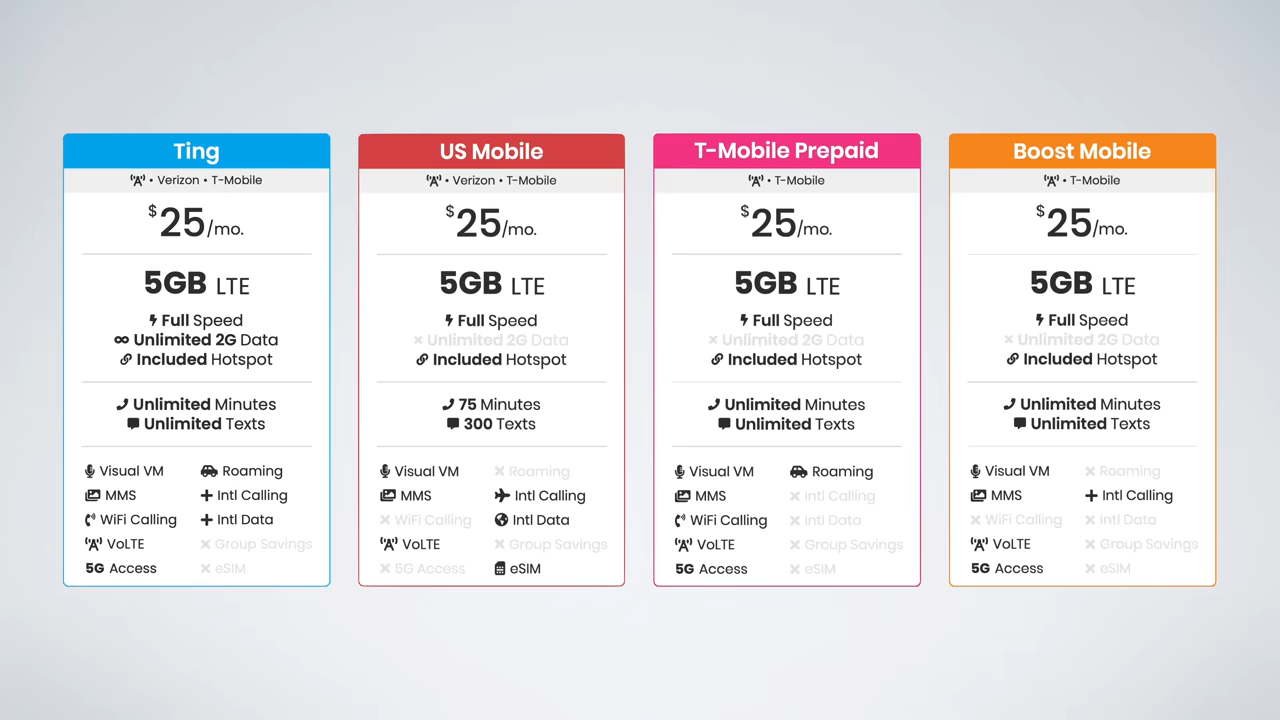 Ting
• Verizon • T-Mobile
$25/mo.
5GB LTE
Full Speed
Unlimited 2G Data
Included Hotspot
Unlimited Minutes
Unlimited Texts
Visual VM
Roaming
MMS
Intl Calling
WiFi Calling
Intl Data
VoLTE
Group Savings
5G Access
eSIM
US Mobile
• Verizon • T-Mobile
$25/mo.
5GB LTE
Full Speed
Unlimited 2G Data
Included Hotspot
75 Minutes
300 Texts
Visual VM
Roaming
MMS
Intl Calling
WiFi Calling
Intl Data
VoLTE
Group Savings
5G Access
eSIM
T-Mobile Prepaid
• T-Mobile
$25/mo.
5GB LTE
Full Speed
Unlimited 2G Data
Included Hotspot
Unlimited Minutes
Unlimited Texts
Visual VM
Roaming
MMS
Intl Calling
WiFi Calling
Intl Data
VoLTE
Group Savings
5G Access
eSIM
Boost Mobile
• T-Mobile
$25/mo.
5GB LTE
Full Speed
Unlimited 2G Data
Included Hotspot
Unlimited Minutes
Unlimited Texts
Visual VM
Roaming
MMS
Intl Calling
WiFi Calling
Intl Data
VoLTE
Group Savings
5G Access
eSIM